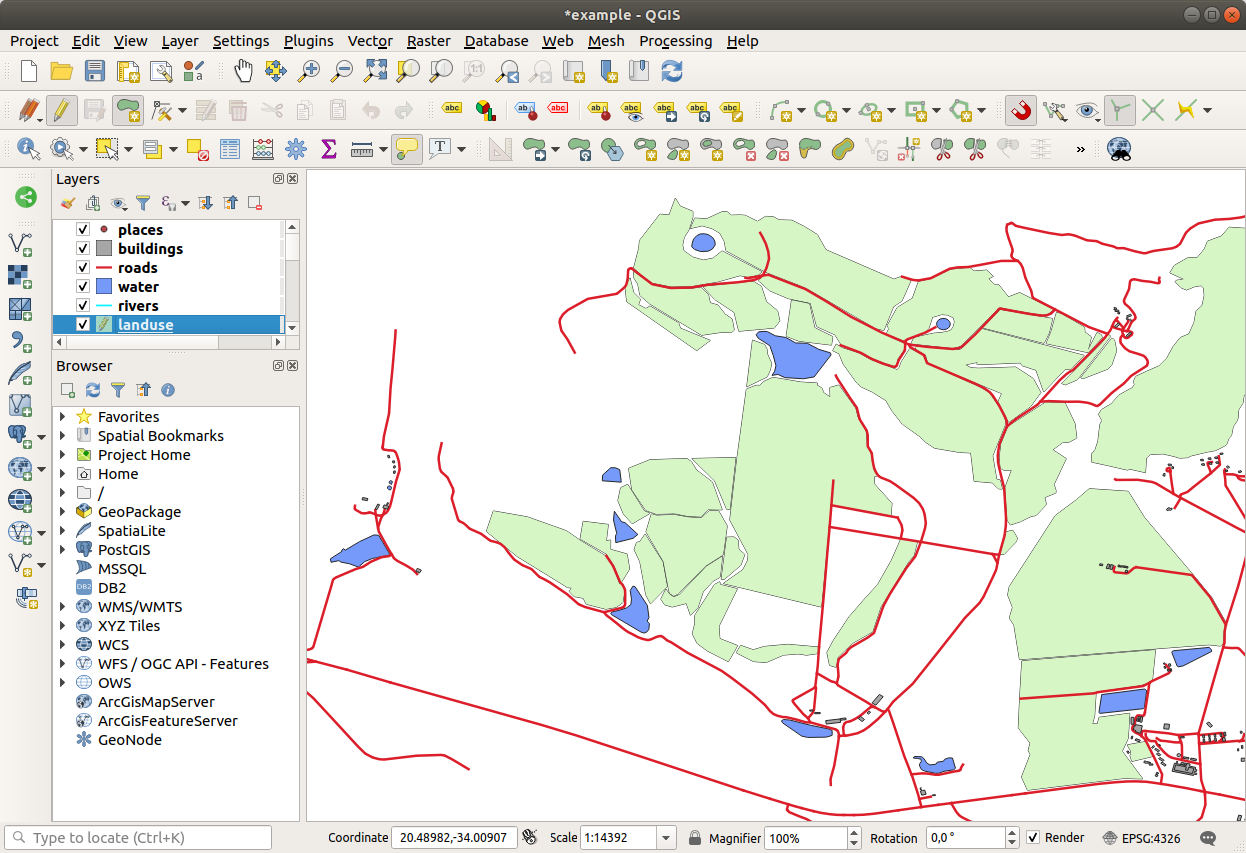 *example - QGIS
Project Edit View Layer Settings Plugins Vector Raster Database Web Mesh Processing Help
Layers
places
buildings
roads
water
rivers
landuse
Browser
Favorites
Spatial Bookmarks
Project Home
Home
/
GeoPackage
SpatiaLite
PostGIS
MSSQL
DB2
WMS/WMTS
XYZ Tiles
WCS
WFS / OGC API - Features
OWS
ArcGisMapServer
ArcGisFeatureServer
GeoNode
Type to locate (Ctrl+K) Coordinate 20.48982,-34.00907 Scale 1:14392 Magnifier 100% Rotation 0,0 ° Render EPSG:4326